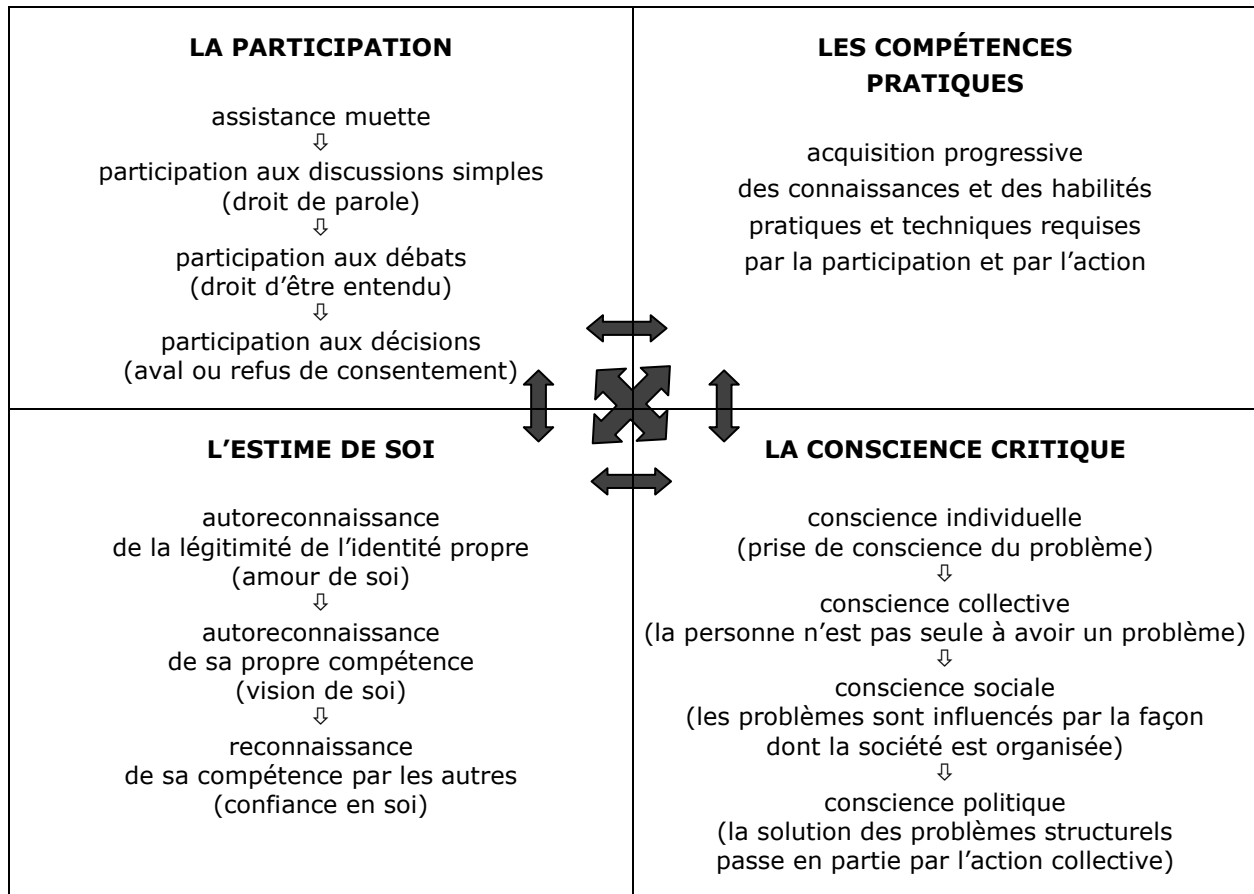 LA PARTICIPATION
assistance muette
⇩
participation aux discussions simples
(droit de parole)
⇩
participation aux débats
(droit d’être entendu)
⇩
participation aux décisions
(aval ou refus de consentement)
LES COMPÉTENCES
PRATIQUES
acquisition progressive
des connaissances et des habilités
pratiques et techniques requises
par la participation et par l’action
L’ESTIME DE SOI
autoreconnaissance
de la légitimité de l’identité propre
(amour de soi)
⇩
autoreconnaissance
de sa propre compétence
(vision de soi)
⇩
reconnaissance
de sa compétence par les autres
(confiance en soi)
LA CONSCIENCE CRITIQUE
conscience individuelle
(prise de conscience du problème)
⇩
conscience collective
(la personne n’est pas seule à avoir un problème)
⇩
conscience sociale
(les problèmes sont influencés par la façon
dont la société est organisée)
⇩
conscience politique
(la solution des problèmes structurels
passe en partie par l’action collective)